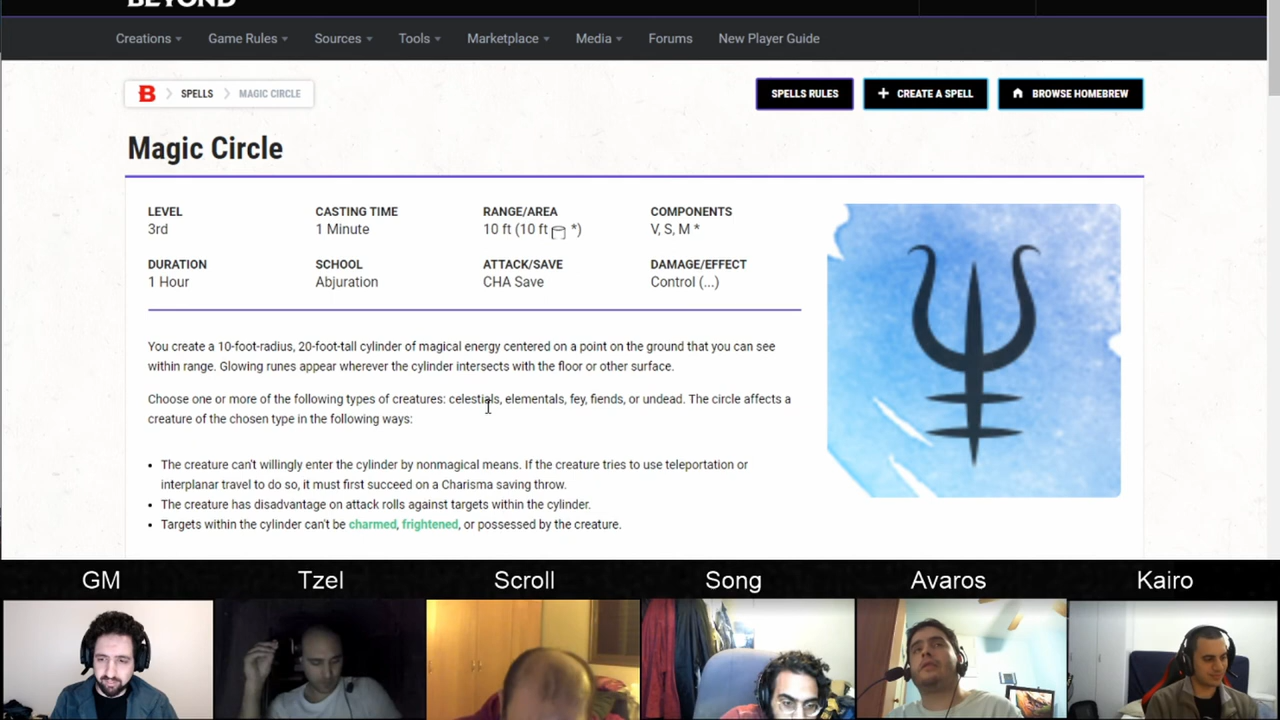 BEYOND
Creations Game Rules Sources Tools Marketplace Media Forums New Player Guide
B SPELLS MAGIC CIRCLE
SPELLS RULES + CREATE A SPELL BROWSE HOMEBREW
Magic Circle
LEVEL CASTING TIME RANGE/AREA COMPONENTS
3rd 1 Minute 10 ft (10 ft *) V, S, M *
DURATION SCHOOL ATTACK/SAVE DAMAGE/EFFECT
1 Hour Abjuration CHA Save Control (...)
You create a 10-foot-radius, 20-foot-tall cylinder of magical energy centered on a point on the ground that you can see
within range. Glowing runes appear wherever the cylinder intersects with the floor or other surface.
Choose one or more of the following types of creatures: celestials, elementals, fey, fiends, or undead. The circle affects a
creature of the chosen type in the following ways:
• The creature can't willingly enter the cylinder by nonmagical means. If the creature tries to use teleportation or
interplanar travel to do so, it must first succeed on a Charisma saving throw.
• The creature has disadvantage on attack rolls against targets within the cylinder.
• Targets within the cylinder can't be charmed, frightened, or possessed by the creature.
GM Tzel Scroll Song Avaros Kairo